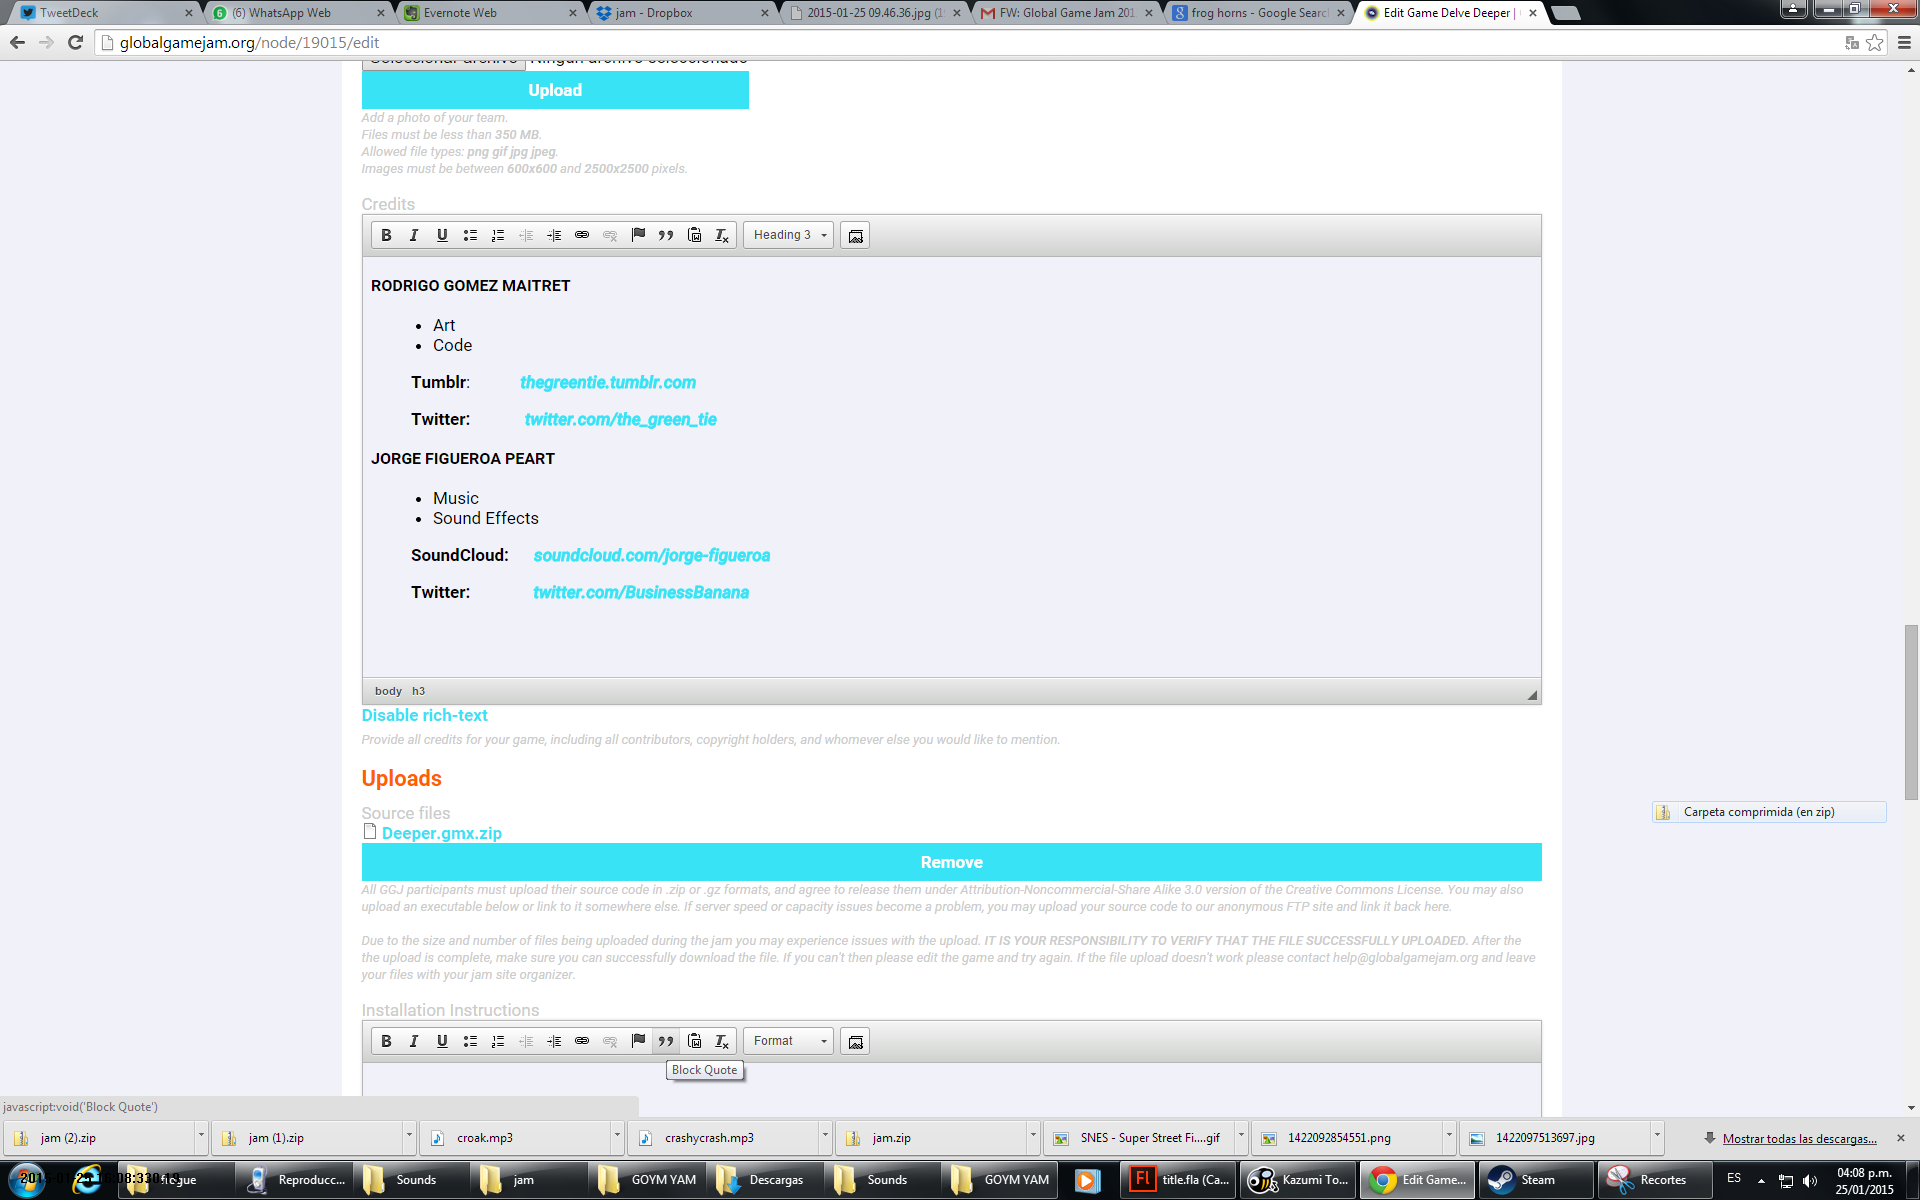 TweetDeck
(6) WhatsApp Web
Evernote Web
jam - Dropbox
2015-01-25 09.46.36.jpg (1
FW: Global Game Jam 201
frog horns - Google Searc
Edit Game Delve Deeper |
globalgamejam.org/node/19015/edit
Seleccionar archivo Ningún archivo seleccionado
Upload
Add a photo of your team.
Files must be less than 350 MB.
Allowed file types: png gif jpg jpeg.
Images must be between 600x600 and 2500x2500 pixels.
Credits
Heading 3
RODRIGO GOMEZ MAITRET
• Art
• Code
Tumblr: thegreentie.tumblr.com
Twitter: twitter.com/the_green_tie
JORGE FIGUEROA PEART
• Music
• Sound Effects
SoundCloud: soundcloud.com/jorge-figueroa
Twitter: twitter.com/BusinessBanana
body h3
Disable rich-text
Provide all credits for your game, including all contributors, copyright holders, and whomever else you would like to mention.
Uploads
Source files
Deeper.gmx.zip
Carpeta comprimida (en zip)
Remove
All GGJ participants must upload their source code in .zip or .gz formats, and agree to release them under Attribution-Noncommercial-Share Alike 3.0 version of the Creative Commons License. You may also
upload an executable below or link to it somewhere else. If server speed or capacity issues become a problem, you may upload your source code to our anonymous FTP site and link it back here.
Due to the size and number of files being uploaded during the jam you may experience issues with the upload. IT IS YOUR RESPONSIBILITY TO VERIFY THAT THE FILE SUCCESSFULLY UPLOADED. After the
the upload is complete, make sure you can successfully download the file. If you can't then please edit the game and try again. If the file upload doesn't work please contact help@globalgamejam.org and leave
your files with your jam site organizer.
Installation Instructions
Format
Block Quote
javascript:void('Block Quote')
jam (2).zip
jam (1).zip
croak.mp3
crashycrash.mp3
jam.zip
SNES - Super Street Fi....gif
1422092854551.png
1422097513697.jpg
Mostrar todas las descargas...
Reproducc...
Sounds
jam
GOYM YAM
Descargas
Sounds
GOYM YAM
title.fla (Ca...
Kazumi To...
Edit Game...
Steam
Recortes
ES
04:08 p.m.
25/01/2015